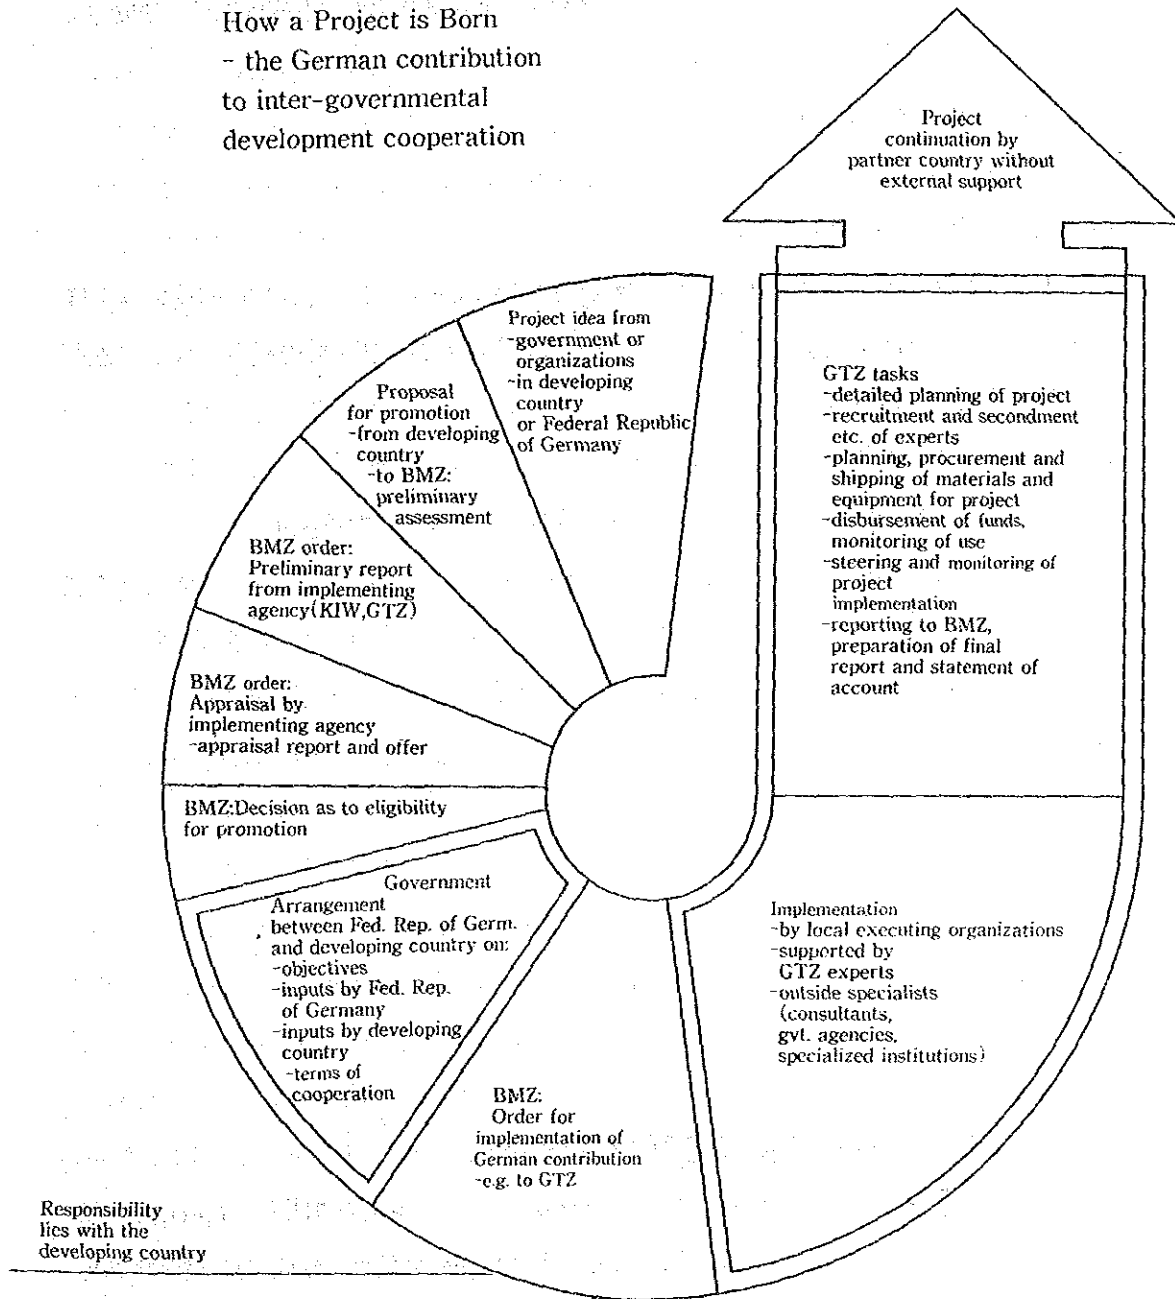 How a Project is Born
- the German contribution
to inter-governmental
development cooperation
Project
continuation by
partner country without
external support
Project idea from
-government or
organizations
-in developing
country
or Federal Republic
of Germany
Proposal
for promotion
-from developing
country
-to BMZ:
preliminary
assessment
BMZ order:
Preliminary report
from implementing
agency(KIW,GTZ)
BMZ order:
Appraisal by
implementing agency
-appraisal report and offer
BMZ:Decision as to eligibility
for promotion
Government
Arrangement
between Fed. Rep. of Germ.
and developing country on:
-objectives
-inputs by Fed. Rep.
of Germany
-inputs by developing
country
-terms of
cooperation
BMZ:
Order for
implementation of
German contribution
-e.g. to GTZ
Implementation
-by local executing organizations
-supported by
GTZ experts
-outside specialists
(consultants,
gvt. agencies,
specialized institutions)
GTZ tasks
-detailed planning of project
-recruitment and secondment
etc. of experts
-planning, procurement and
shipping of materials and
equipment for project
-disbursement of funds,
monitoring of use
-steering and monitoring of
project
implementation
-reporting to BMZ,
preparation of final
report and statement of
account
Responsibility
lies with the
developing country